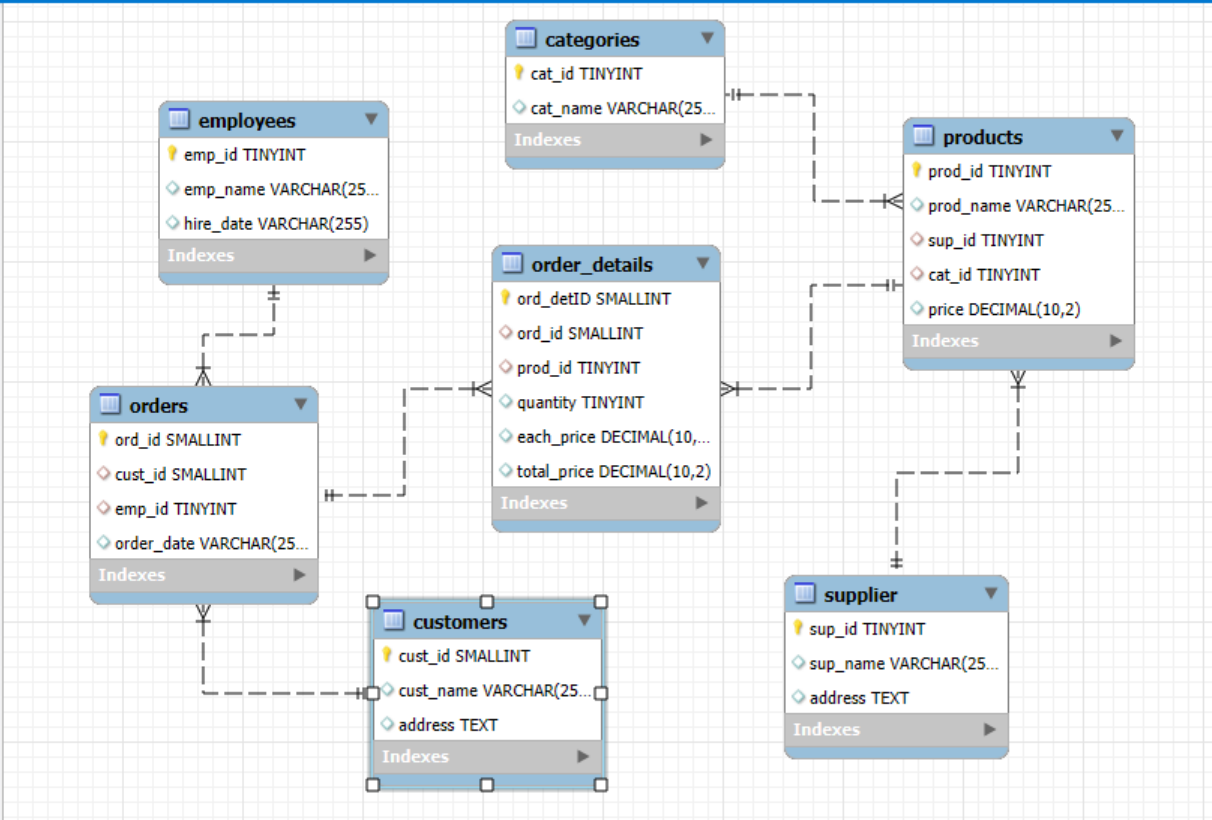 categories
cat_id TINYINT
cat_name VARCHAR(25...
Indexes
employees
emp_id TINYINT
emp_name VARCHAR(25...
hire_date VARCHAR(255)
Indexes
products
prod_id TINYINT
prod_name VARCHAR(25...
sup_id TINYINT
cat_id TINYINT
price DECIMAL(10,2)
Indexes
order_details
ord_detID SMALLINT
ord_id SMALLINT
prod_id TINYINT
quantity TINYINT
each_price DECIMAL(10,...
total_price DECIMAL(10,2)
Indexes
orders
ord_id SMALLINT
cust_id SMALLINT
emp_id TINYINT
order_date VARCHAR(25...
Indexes
customers
cust_id SMALLINT
cust_name VARCHAR(25...
address TEXT
Indexes
supplier
sup_id TINYINT
sup_name VARCHAR(25...
address TEXT
Indexes